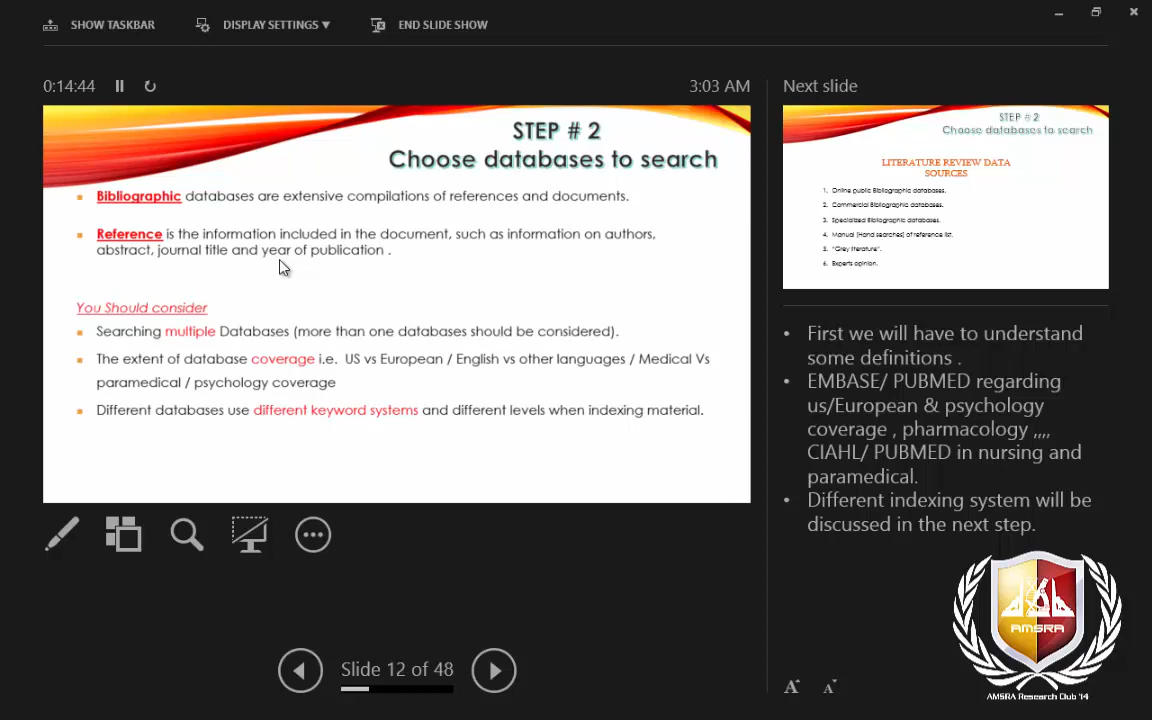 SHOW TASKBAR
DISPLAY SETTINGS ▼
END SLIDE SHOW
0:14:44
3:03 AM
STEP # 2
Choose databases to search
Bibliographic databases are extensive compilations of references and documents.
Reference is the information included in the document, such as information on authors,
abstract, journal title and year of publication .
You Should consider
Searching multiple Databases (more than one databases should be considered).
The extent of database coverage i.e. US vs European / English vs other languages / Medical Vs
paramedical / psychology coverage
Different databases use different keyword systems and different levels when indexing material.
Slide 12 of 48
Next slide
STEP # 2
Choose databases to search
LITERATURE REVIEW DATA
SOURCES
1. Online public Bibliographic databases.
2. Commercial Bibliographic databases.
3. Specialized Bibliographic databases.
4. Manual (Hand searches) of reference list.
5. "Grey literature".
6. Experts opinion.
• First we will have to understand
some definitions .
• EMBASE/ PUBMED regarding
us/European & psychology
coverage , pharmacology ,,,,
CIAHL/ PUBMED in nursing and
paramedical.
• Different indexing system will be
discussed in the next step.
A A
AMSRA
AMSRA Research Club '14